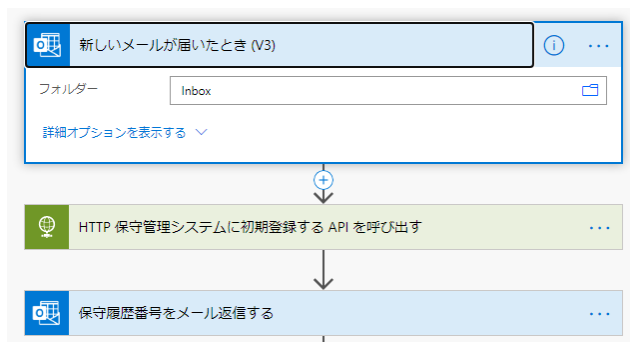 新しいメールが届いたとき (V3)
フォルダー
Inbox
詳細オプションを表示する
HTTP 保守管理システムに初期登録する API を呼び出す
保守履歴番号をメール返信する